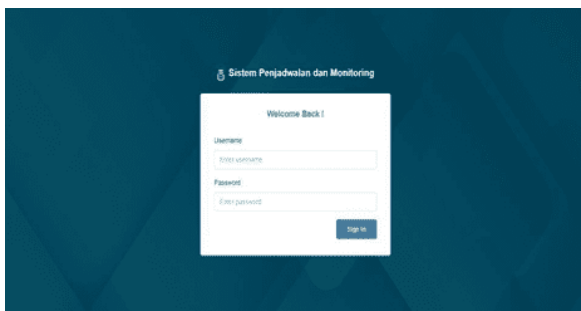 Sistem Penjadwalan dan Monitoring
Welcome Back !
Username
Enter username
Password
Enter password
Sign In